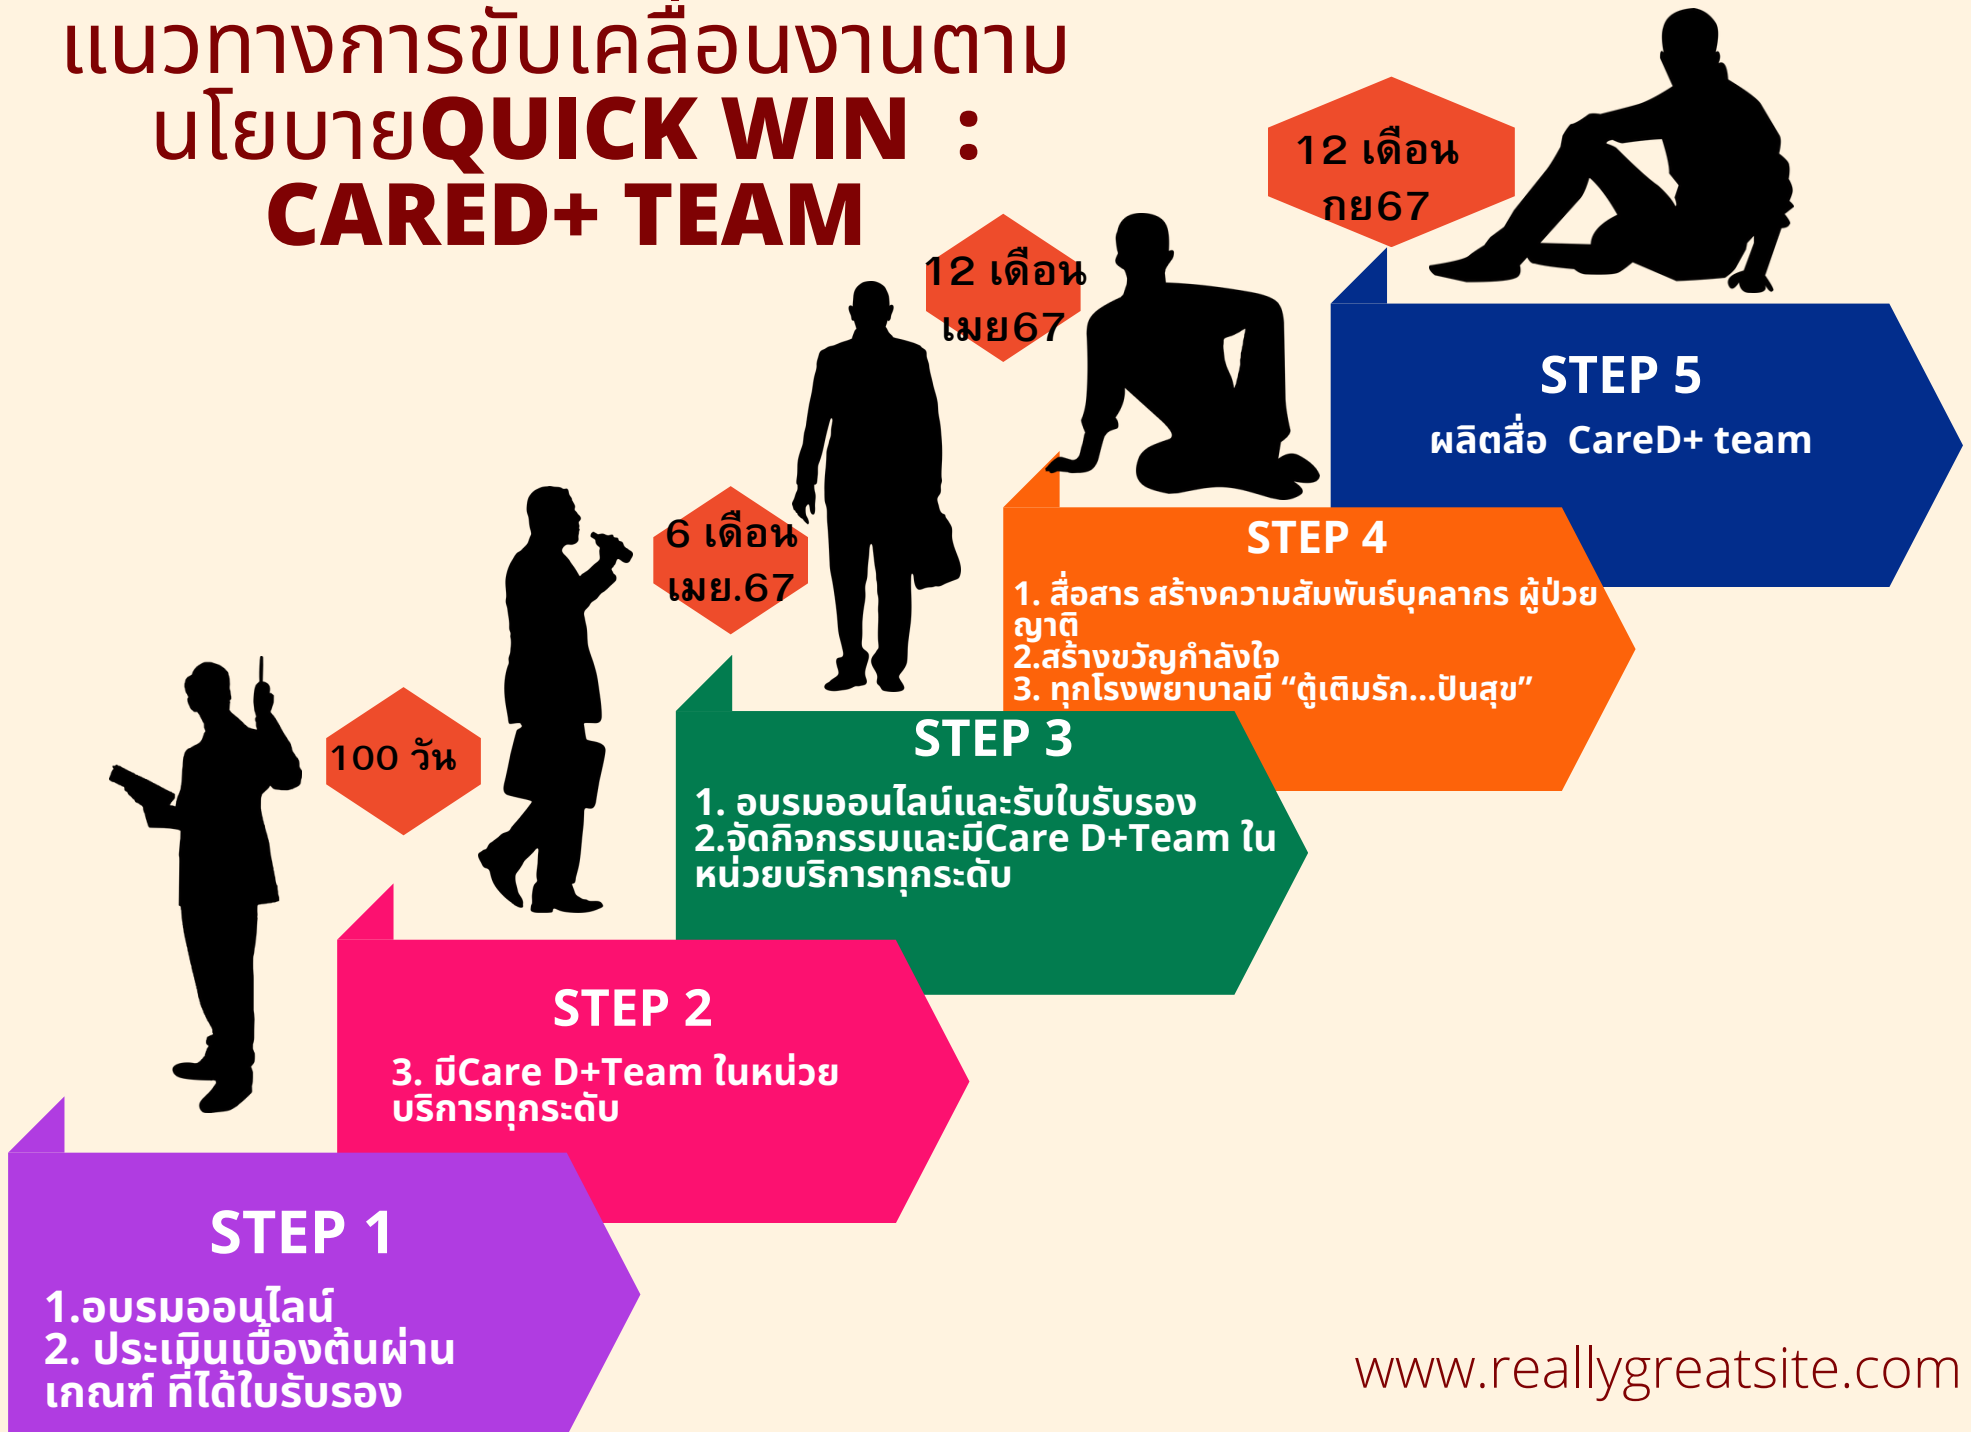 แนวทางการขับเคลื่อนงานตาม
นโยบายQUICK WIN :
CARED+ TEAM
12 เดือน
กย67
STEP 5
ผลิตสื่อ CareD+ team
12 เดือน
เมย67
STEP 4
1. สื่อสาร สร้างความสัมพันธ์บุคลากร ผู้ป่วย
ญาติ
2.สร้างขวัญกำลังใจ
3. ทุกโรงพยาบาลมี “ตู้เติมรัก...ปันสุข”
6 เดือน
เมย.67
STEP 3
1. อบรมออนไลน์และรับใบรับรอง
2.จัดกิจกรรมและมีCare D+Team ใน
หน่วยบริการทุกระดับ
100 วัน
STEP 2
3. มีCare D+Team ในหน่วย
บริการทุกระดับ
STEP 1
1.อบรมออนไลน์
2. ประเมินเบื้องต้นผ่าน
เกณฑ์ ที่ได้ใบรับรอง
www.reallygreatsite.com